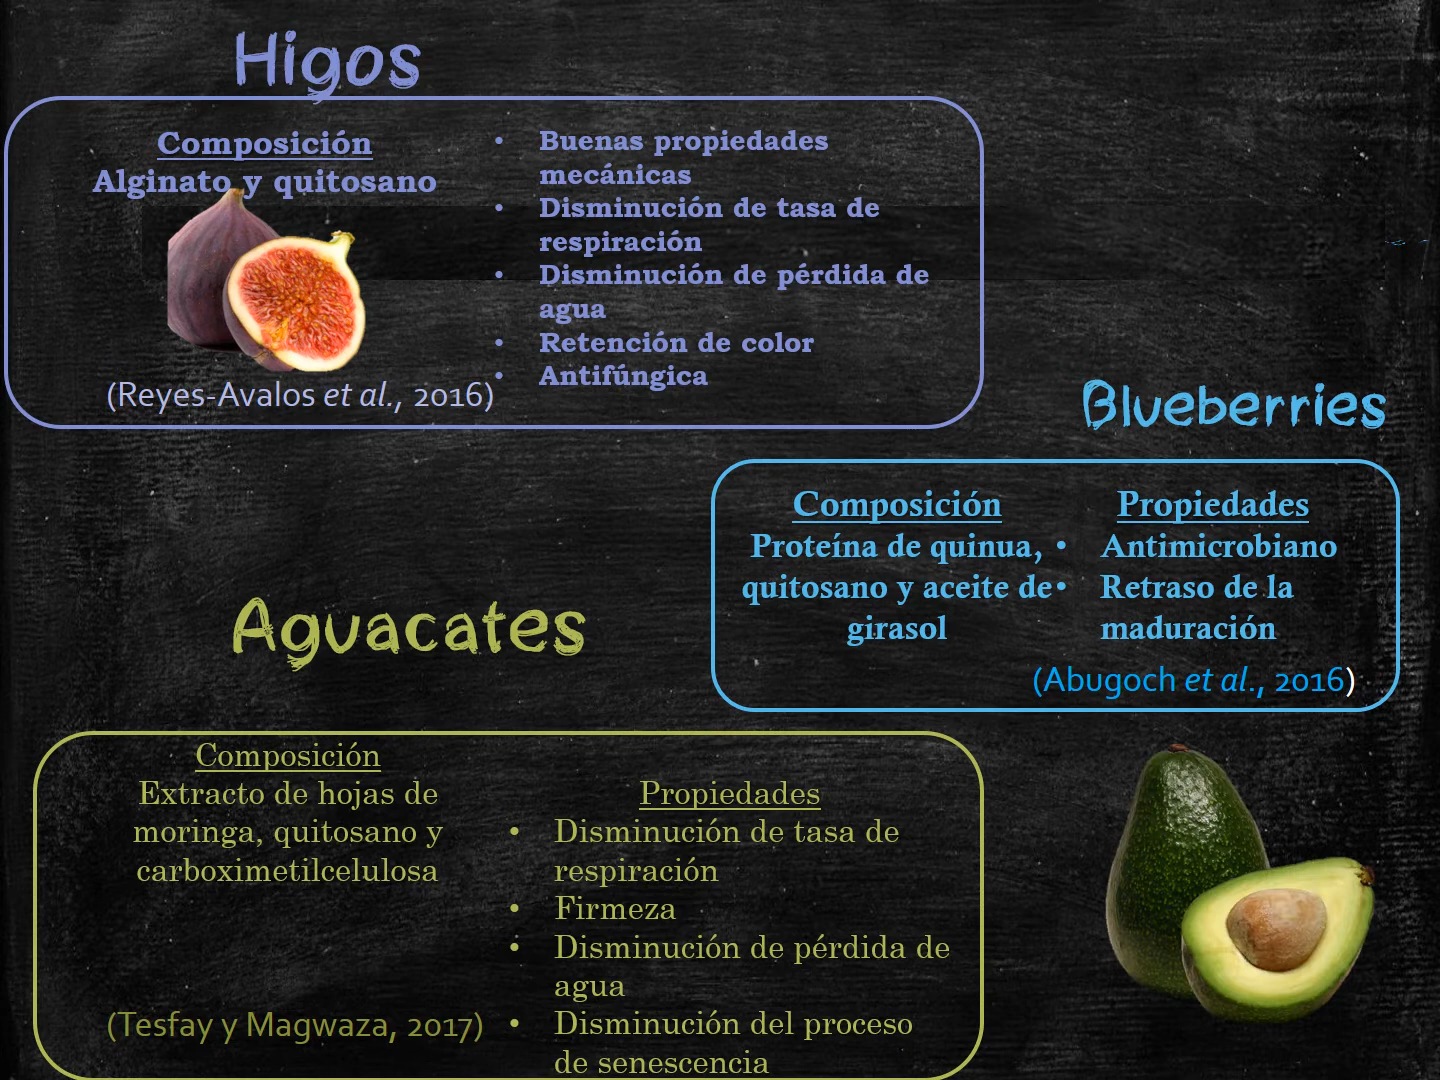 Higos
Composición
Alginato y quitosano
(Reyes-Avalos et al., 2016)
• Buenas propiedades
mecánicas
• Disminución de tasa de
respiración
• Disminución de pérdida de
agua
• Retención de color
• Antifúngica
Blueberries
Composición
Proteína de quinua,
quitosano y aceite de
girasol
Propiedades
• Antimicrobiano
• Retraso de la
maduración
(Abugoch et al., 2016)
Aguacates
Composición
Extracto de hojas de
moringa, quitosano y
carboximetilcelulosa
(Tesfay y Magwaza, 2017)
Propiedades
• Disminución de tasa de
respiración
• Firmeza
• Disminución de pérdida de
agua
• Disminución del proceso
de senescencia